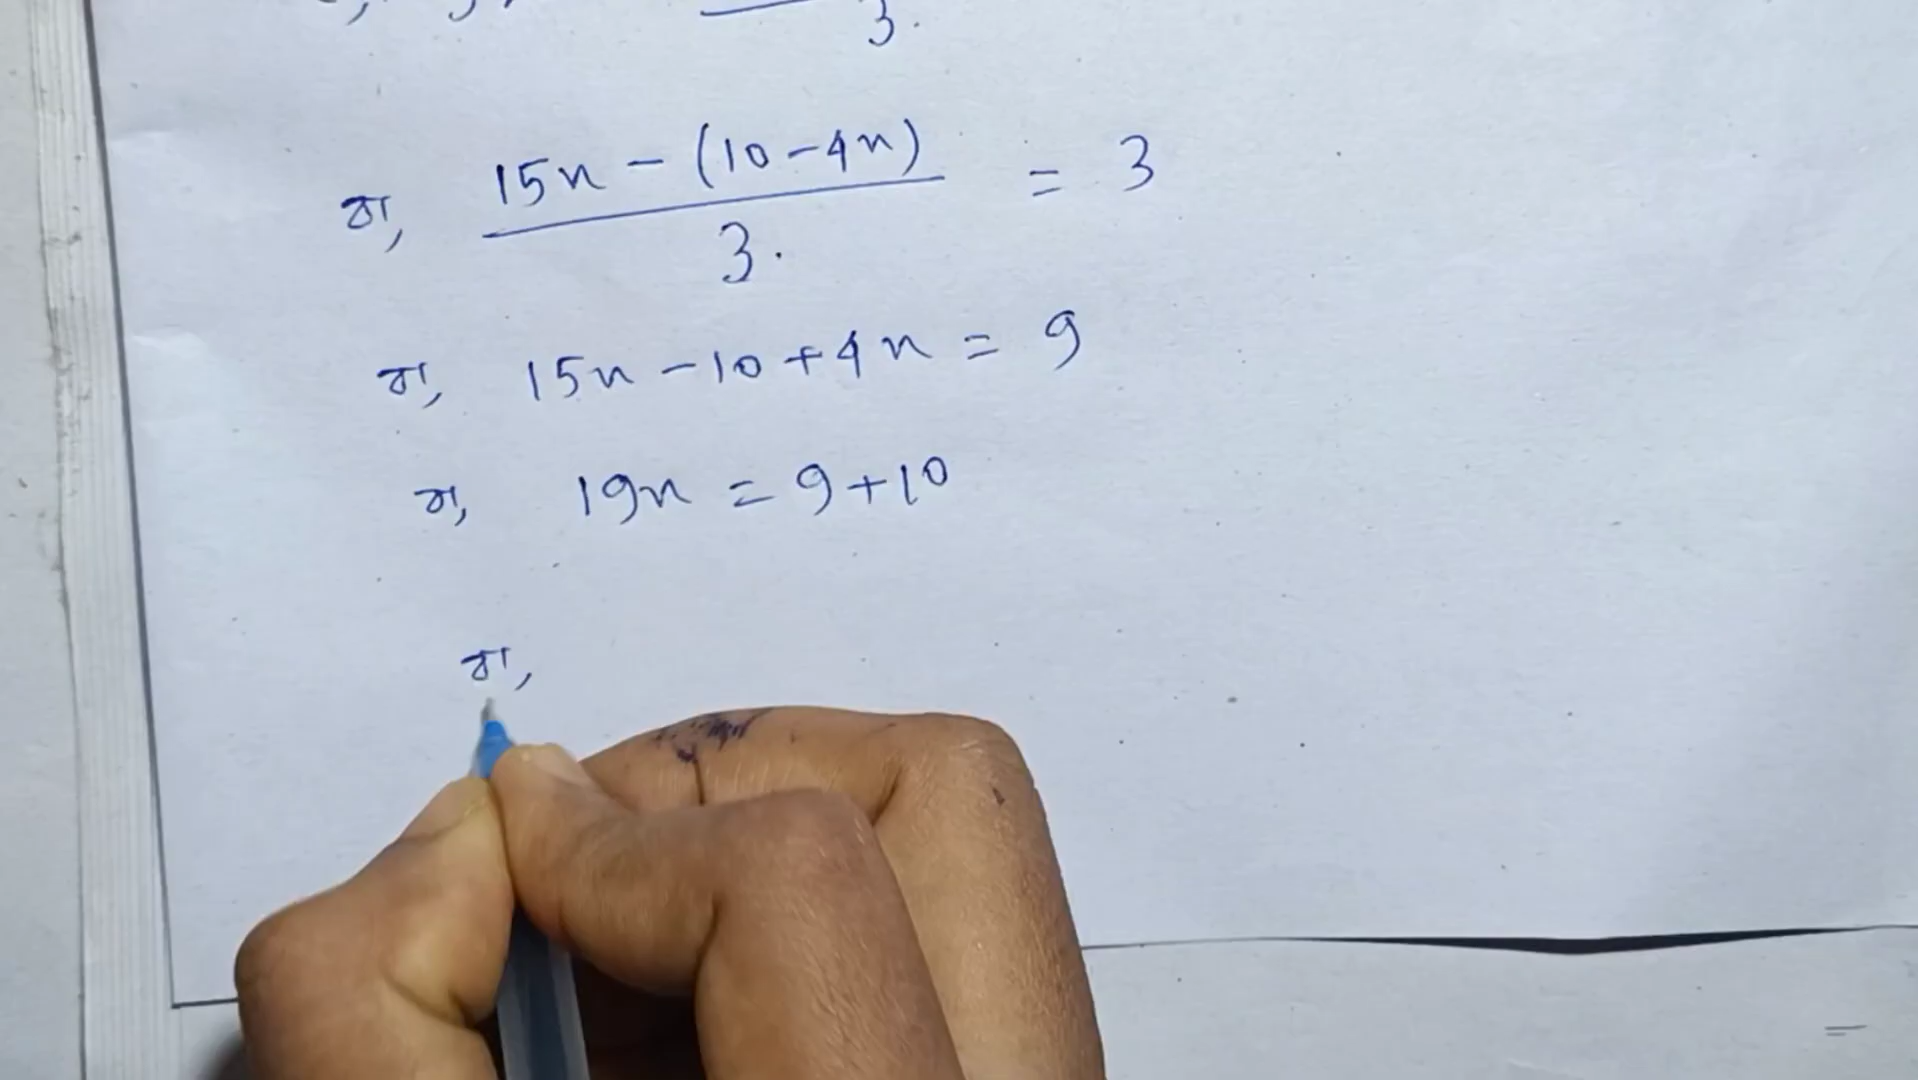 3.
বা, 15x - (10-4x) / 3. = 3
বা, 15x - 10 + 4x = 9
বা, 19x = 9+10
বা,